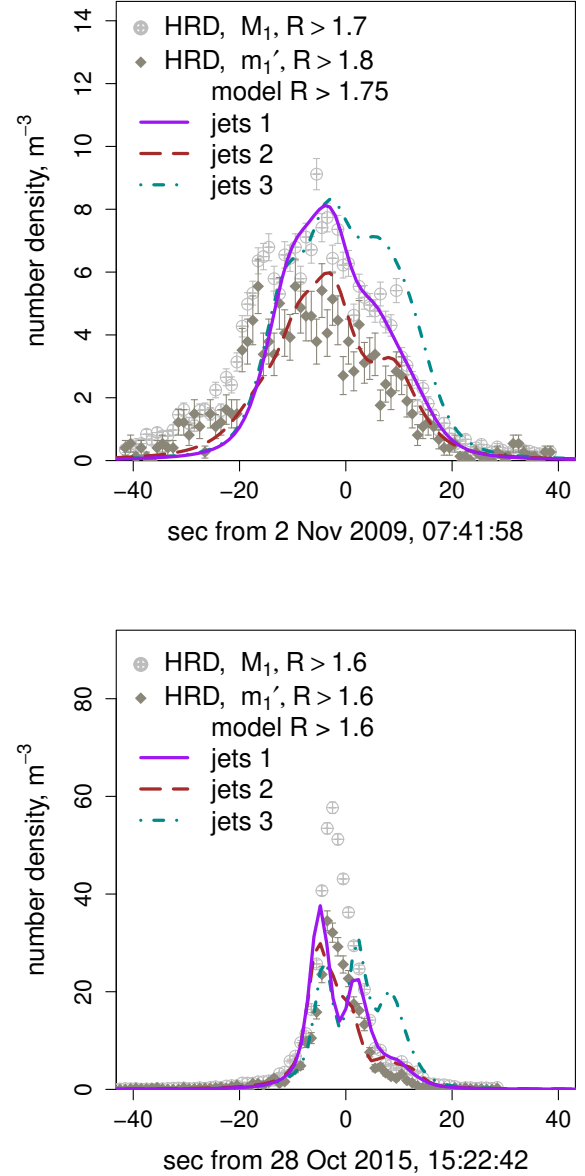 number density, m⁻³
14
12
10
8
6
4
2
0
HRD, M₁, R > 1.7
HRD, m₁′, R > 1.8
model R > 1.75
jets 1
jets 2
jets 3
−40 −20 0 20 40
sec from 2 Nov 2009, 07:41:58
number density, m⁻³
80
60
40
20
0
HRD, M₁, R > 1.6
HRD, m₁′, R > 1.6
model R > 1.6
jets 1
jets 2
jets 3
−40 −20 0 20 40
sec from 28 Oct 2015, 15:22:42